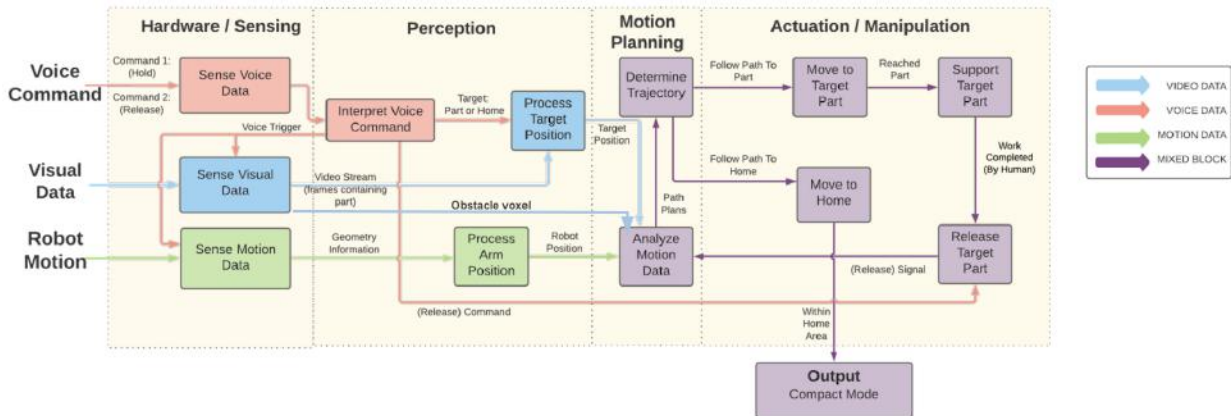 Hardware / Sensing
Perception
Motion
Planning
Actuation / Manipulation
Voice
Command
Command 1:
(Hold)
Command 2:
(Release)
Sense Voice
Data
Voice Trigger
Interpret Voice
Command
Target:
Part or Home
Process
Target
Position
Target
Position
Determine
Trajectory
Follow Path To
Part
Move to
Target
Part
Reached
Part
Support
Target
Part
VIDEO DATA
VOICE DATA
MOTION DATA
MIXED BLOCK
Visual
Data
Sense Visual
Data
Video Stream
(frames containing
part)
Obstacle voxel
Path
Plans
Follow Path To
Home
Move to
Home
Work
Completed
(By Human)
Robot
Motion
Sense Motion
Data
Geometry
Information
Process
Arm
Position
Robot
Position
Analyze
Motion
Data
(Release) Signal
Release
Target
Part
(Release) Command
Within
Home
Area
Output
Compact Mode